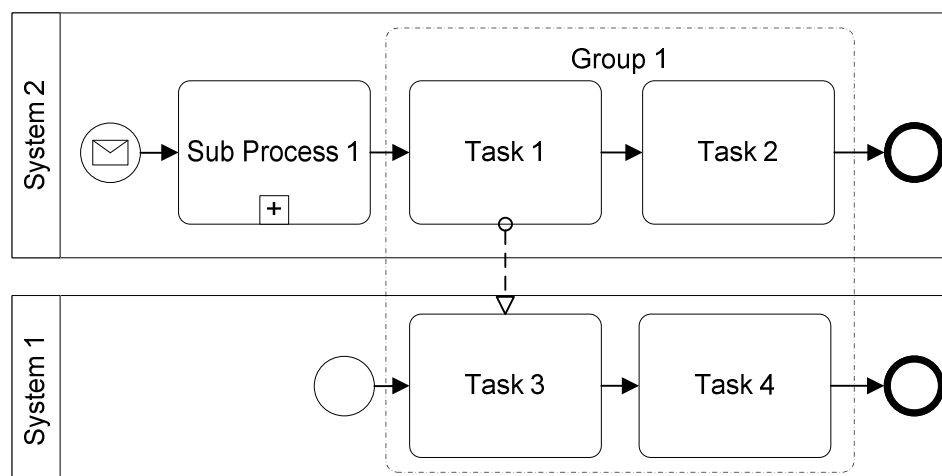 System 2
Group 1
Sub Process 1
Task 1
Task 2
System 1
Task 3
Task 4